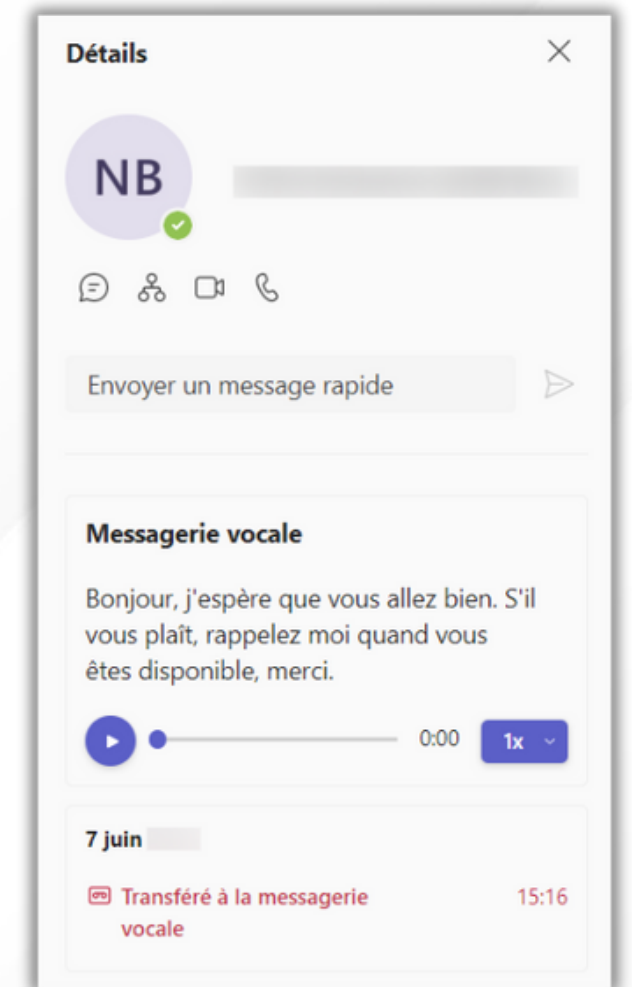 Détails
NB
Envoyer un message rapide
Messagerie vocale
Bonjour, j'espère que vous allez bien. S'il
vous plaît, rappelez moi quand vous
êtes disponible, merci.
0:00 1x
7 juin
Transféré à la messagerie 15:16
vocale